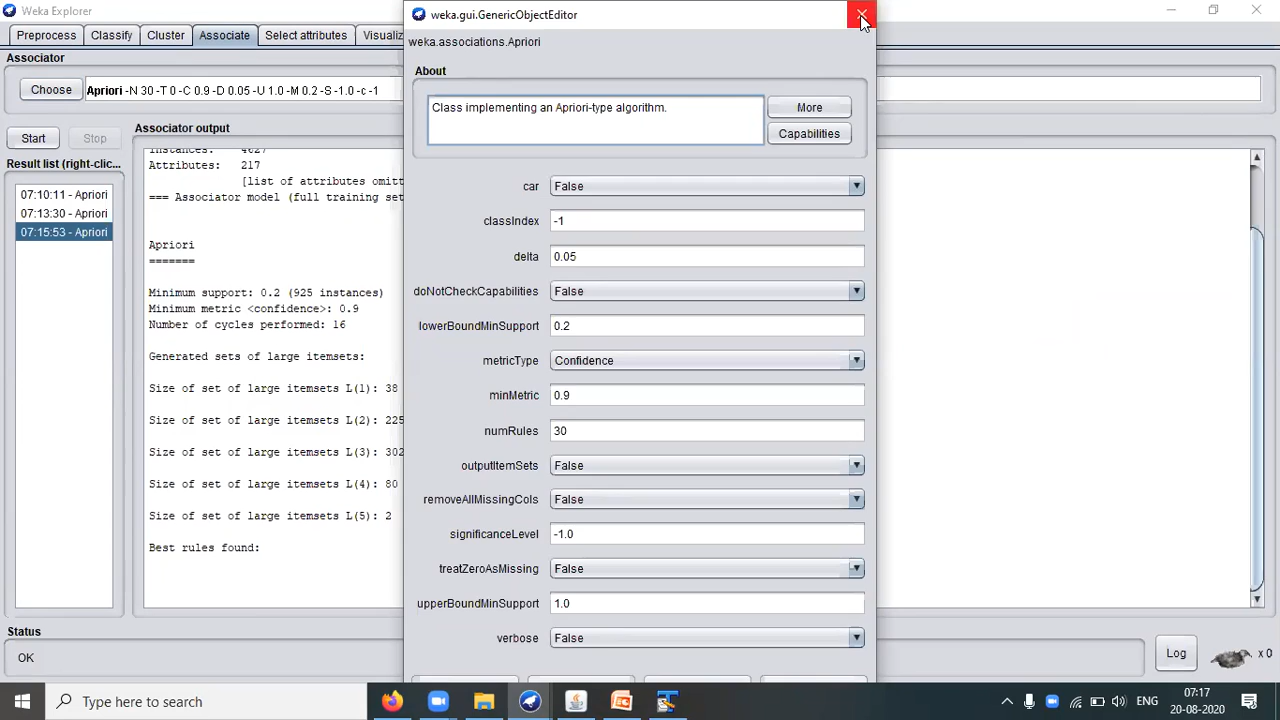 Weka Explorer
weka.gui.GenericObjectEditor
Preprocess Classify Cluster Associate Select attributes Visualiz
weka.associations.Apriori
Associator
About
Choose Apriori -N 30 -T 0 -C 0.9 -D 0.05 -U 1.0 -M 0.2 -S -1.0 -c -1
Class implementing an Apriori-type algorithm.
More
Capabilities
Start Stop
Associator output
Result list (right-clic...
07:10:11 - Apriori
07:13:30 - Apriori
07:15:53 - Apriori
Instances: 4627
Attributes: 217
[list of attributes omitt
=== Associator model (full training set
Apriori
=======
Minimum support: 0.2 (925 instances)
Minimum metric <confidence>: 0.9
Number of cycles performed: 16
Generated sets of large itemsets:
Size of set of large itemsets L(1): 38
Size of set of large itemsets L(2): 225
Size of set of large itemsets L(3): 302
Size of set of large itemsets L(4): 80
Size of set of large itemsets L(5): 2
Best rules found:
car False
classIndex -1
delta 0.05
doNotCheckCapabilities False
lowerBoundMinSupport 0.2
metricType Confidence
minMetric 0.9
numRules 30
outputItemSets False
removeAllMissingCols False
significanceLevel -1.0
treatZeroAsMissing False
upperBoundMinSupport 1.0
verbose False
Status
OK
Log
x 0
Type here to search
ENG
07:17
20-08-2020